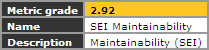 Metric grade 2.92
Name SEI Maintainability
Description Maintainability (SEI)